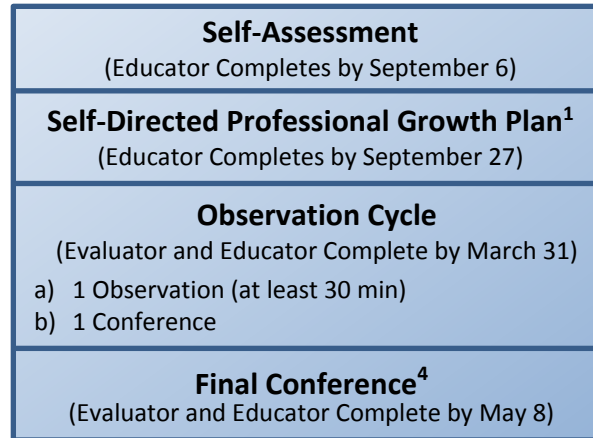 Self-Assessment
(Educator Completes by September 6)
Self-Directed Professional Growth Plan¹
(Educator Completes by September 27)
Observation Cycle
(Evaluator and Educator Complete by March 31)
a) 1 Observation (at least 30 min)
b) 1 Conference
Final Conference⁴
(Evaluator and Educator Complete by May 8)